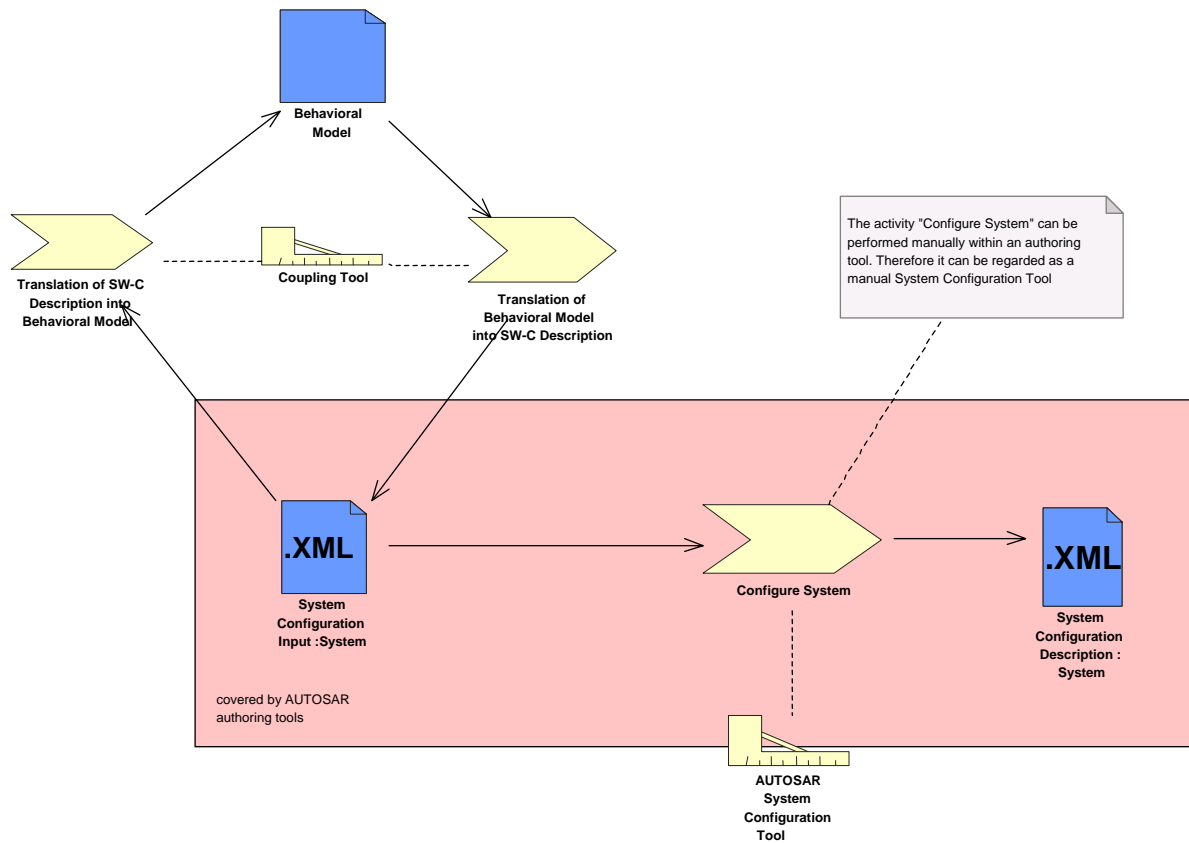 Behavioral
Model
The activity "Configure System" can be
performed manually within an authoring
tool. Therefore it can be regarded as a
manual System Configuration Tool
Translation of SW-C
Description into
Behavioral Model
Coupling Tool
Translation of
Behavioral Model
into SW-C Description
.XML
System
Configuration
Input :System
Configure System
.XML
System
Configuration
Description :
System
covered by AUTOSAR
authoring tools
AUTOSAR
System
Configuration
Tool